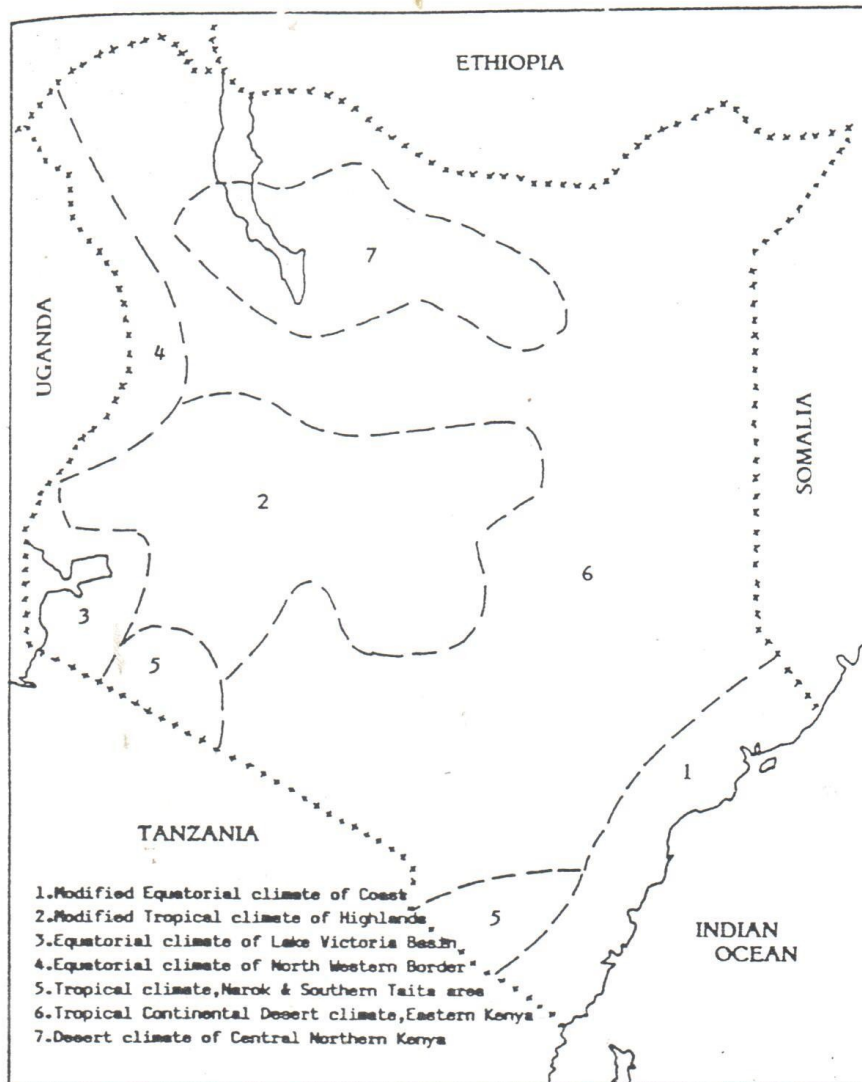 ETHIOPIA
7
UGANDA
4
SOMALIA
2
6
3
5
1
TANZANIA
1.Modified Equatorial climate of Coast
2.Modified Tropical climate of Highlands
3.Equatorial climate of Lake Victoria Basin
4.Equatorial climate of North Western Border
5.Tropical climate,Narok & Southern Taita area
6.Tropical Continental Desert climate,Eastern Kenya
7.Desert climate of Central Northern Kenya
5
INDIAN
OCEAN